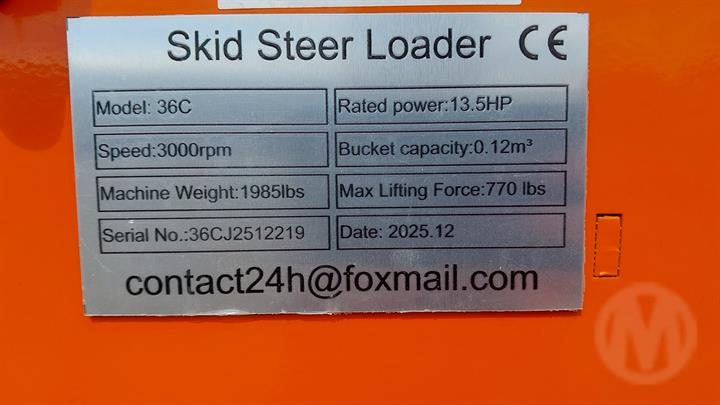 Skid Steer Loader CE
Model: 36C
Rated power:13.5HP
Speed:3000rpm
Bucket capacity:0.12m³
Machine Weight:1985lbs
Max Lifting Force:770 lbs
Serial No.:36CJ2512219
Date: 2025.12
contact24h@foxmail.com
M